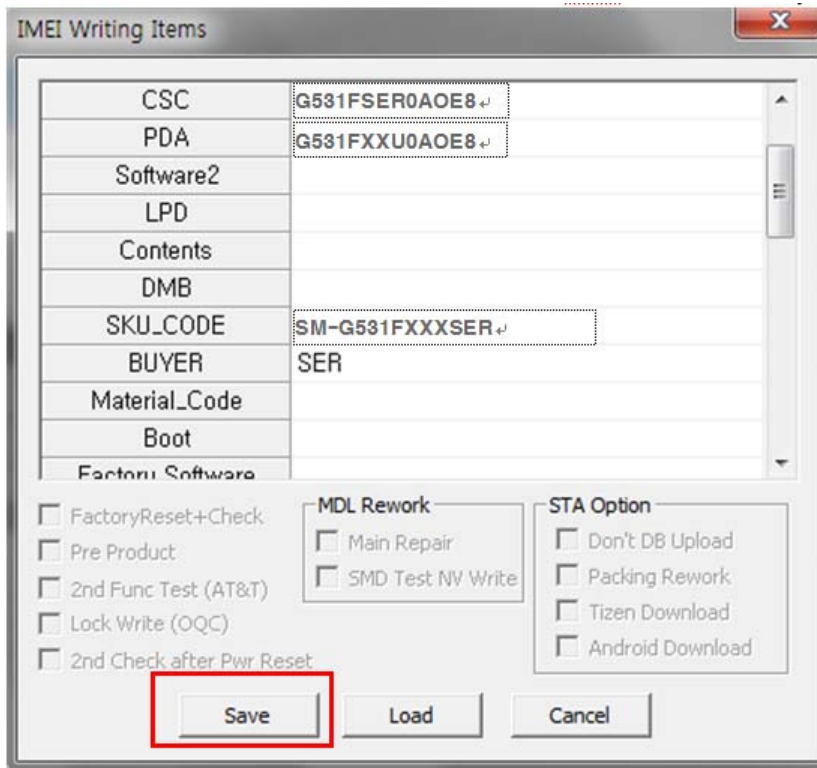 IMEI Writing Items
CSC G531FSER0AOE8↵
PDA G531FXXU0AOE8↵
Software2
LPD
Contents
DMB
SKU_CODE SM-G531FXXXSER↵
BUYER SER
Material_Code
Boot
Factory Software
FactoryReset+Check
Pre Product
2nd Func Test (AT&T)
Lock Write (OQC)
2nd Check after Pwr Reset
MDL Rework
Main Repair
SMD Test NV Write
STA Option
Don't DB Upload
Packing Rework
Tizen Download
Android Download
Save Load Cancel